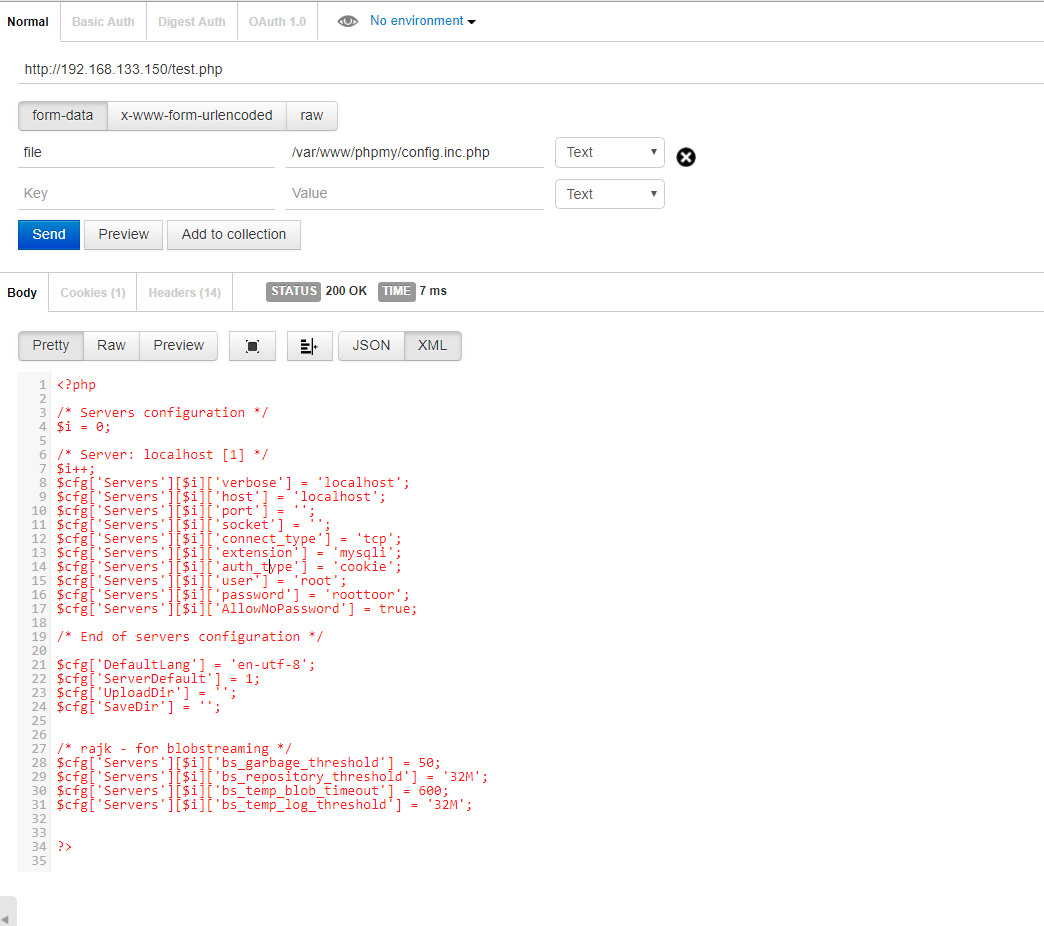 Normal Basic Auth Digest Auth OAuth 1.0 No environment
http://192.168.133.150/test.php
form-data x-www-form-urlencoded raw
file /var/www/phpmy/config.inc.php Text
Key Value Text
Send Preview Add to collection
Body Cookies (1) Headers (14) STATUS 200 OK TIME 7 ms
Pretty Raw Preview JSON XML
1 <?php
2
3 /* Servers configuration */
4 $i = 0;
5
6 /* Server: localhost [1] */
7 $i++;
8 $cfg['Servers'][$i]['verbose'] = 'localhost';
9 $cfg['Servers'][$i]['host'] = 'localhost';
10 $cfg['Servers'][$i]['port'] = '';
11 $cfg['Servers'][$i]['socket'] = '';
12 $cfg['Servers'][$i]['connect_type'] = 'tcp';
13 $cfg['Servers'][$i]['extension'] = 'mysqli';
14 $cfg['Servers'][$i]['auth_type'] = 'cookie';
15 $cfg['Servers'][$i]['user'] = 'root';
16 $cfg['Servers'][$i]['password'] = 'roottoor';
17 $cfg['Servers'][$i]['AllowNoPassword'] = true;
18
19 /* End of servers configuration */
20
21 $cfg['DefaultLang'] = 'en-utf-8';
22 $cfg['ServerDefault'] = 1;
23 $cfg['UploadDir'] = '';
24 $cfg['SaveDir'] = '';
25
26
27 /* rajk - for blobstreaming */
28 $cfg['Servers'][$i]['bs_garbage_threshold'] = 50;
29 $cfg['Servers'][$i]['bs_repository_threshold'] = '32M';
30 $cfg['Servers'][$i]['bs_temp_blob_timeout'] = 600;
31 $cfg['Servers'][$i]['bs_temp_log_threshold'] = '32M';
32
33
34 ?>
35